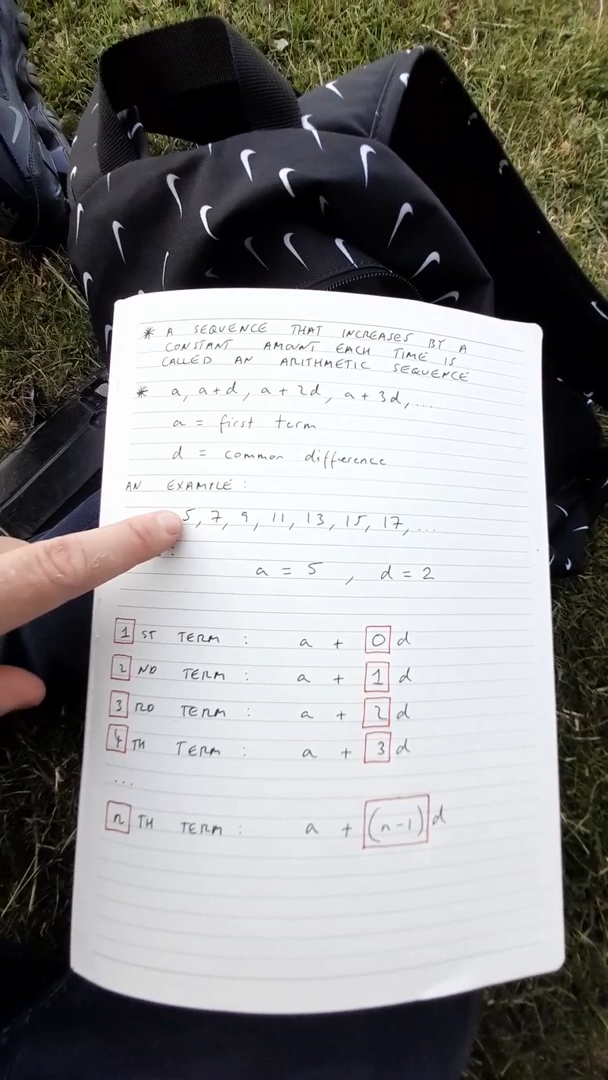 * A SEQUENCE THAT INCREASES BY A
CONSTANT AMOUNT EACH TIME IS
CALLED AN ARITHMETIC SEQUENCE
* a, a+d, a + 2d, a + 3d, ...
a = first term
d = common difference
AN EXAMPLE :
5, 7, 9, 11, 13, 15, 17, ...
a = 5 , d = 2
1 ST TERM : a + 0 d
2 ND TERM : a + 1 d
3 RD TERM : a + 2 d
4 TH TERM : a + 3 d
...
n TH TERM : a + (n-1) d